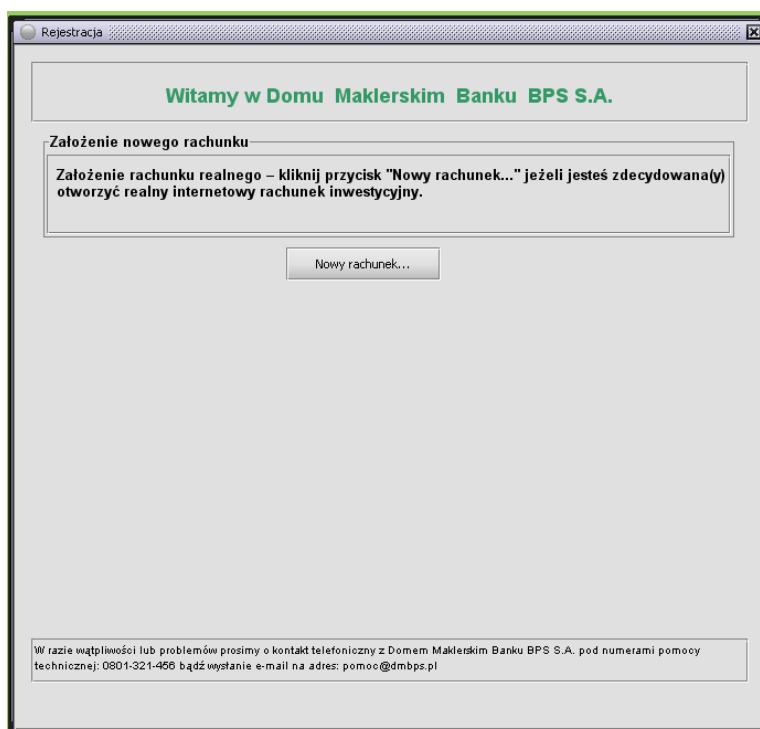 Rejestracja
Witamy w Domu Maklerskim Banku BPS S.A.
Założenie nowego rachunku
Założenie rachunku realnego – kliknij przycisk "Nowy rachunek..." jeżeli jesteś zdecydowana(y)
otworzyć realny internetowy rachunek inwestycyjny.
Nowy rachunek...
W razie wątpliwości lub problemów prosimy o kontakt telefoniczny z Domem Maklerskim Banku BPS S.A. pod numerami pomocy
technicznej: 0801-321-456 bądź wysłanie e-mail na adres: pomoc@dmbps.pl